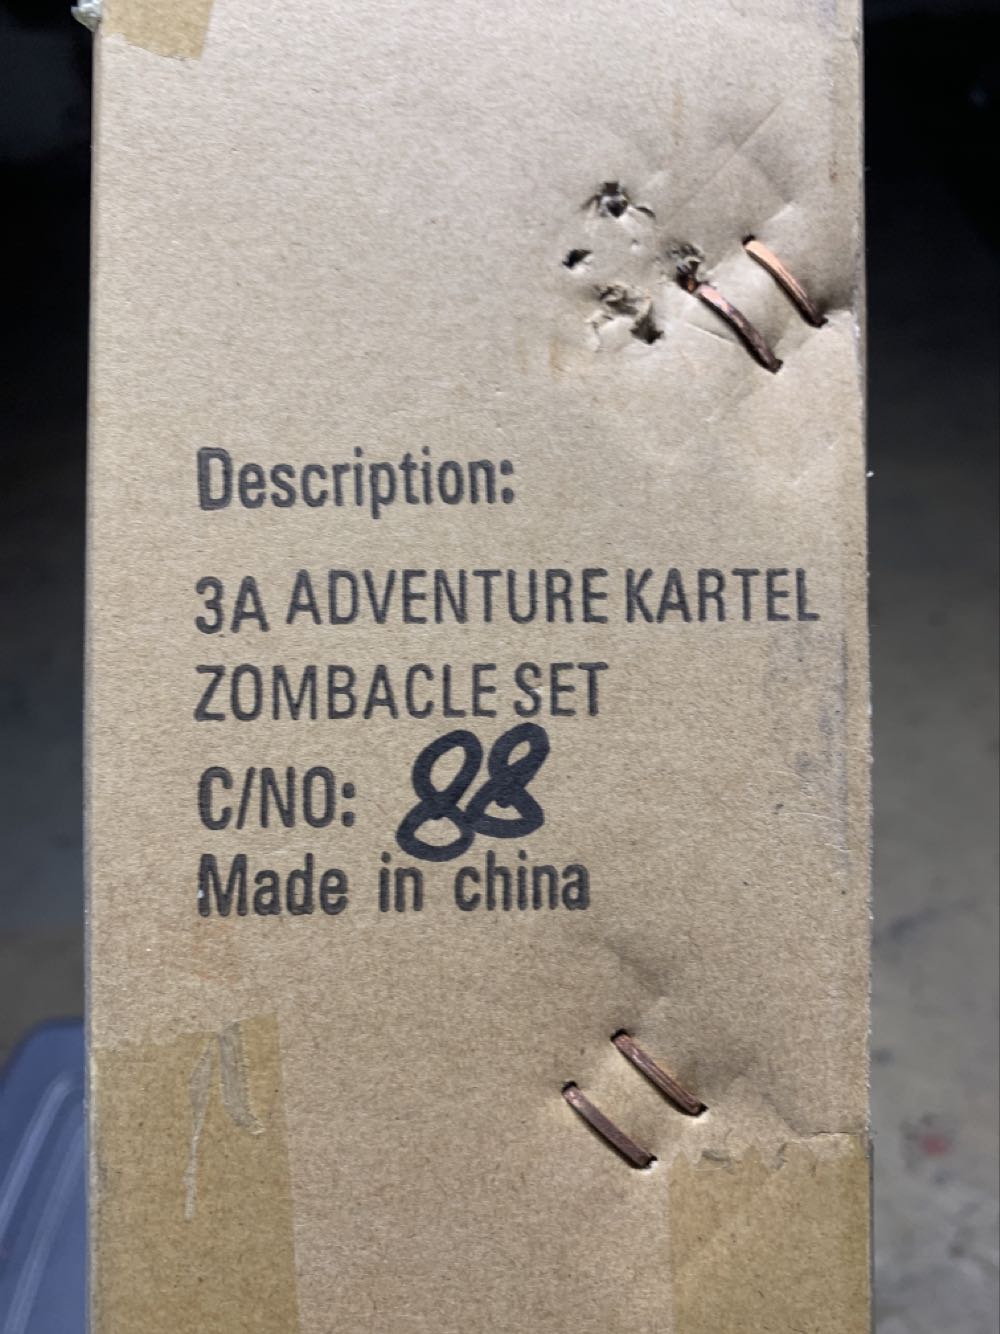 Description:
3A ADVENTURE KARTEL
ZOMBACLE SET
C/NO: 88
Made in china